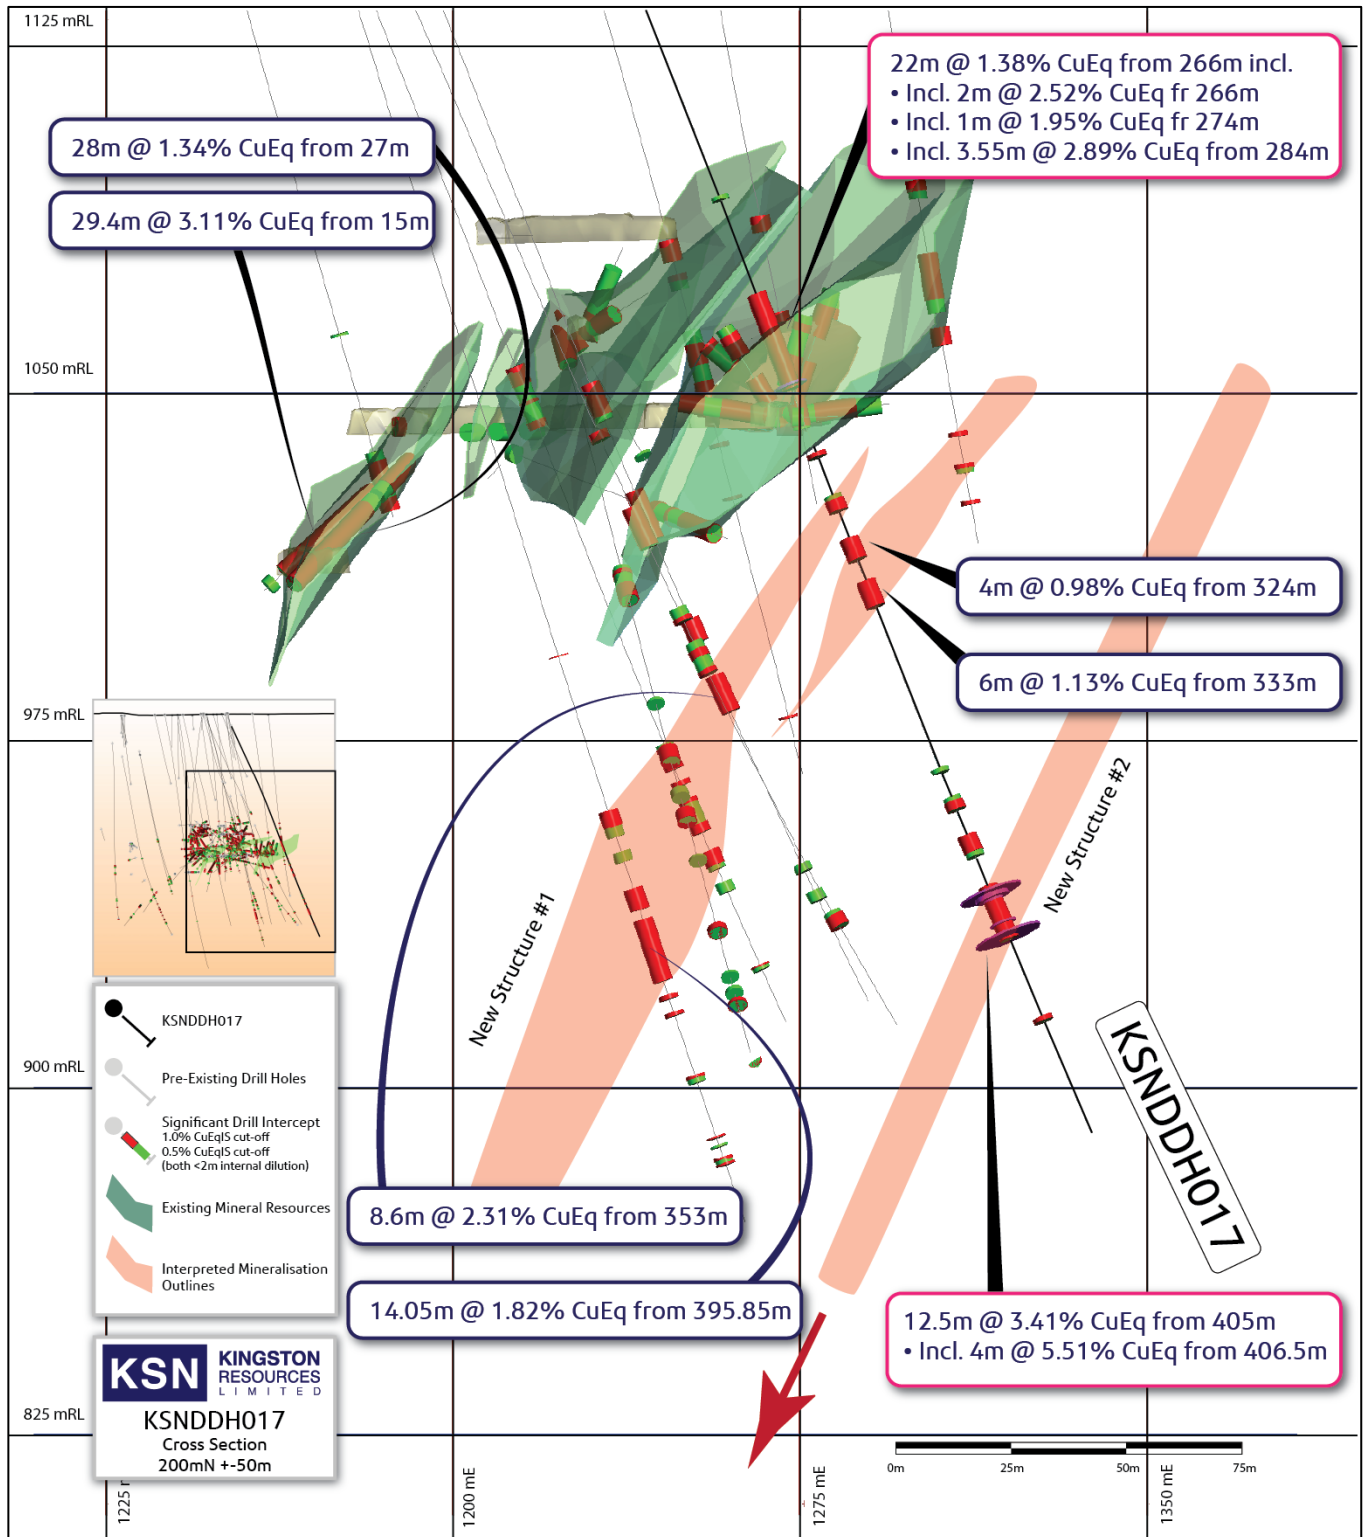 1125 mRL
22m @ 1.38% CuEq from 266m incl.
• Incl. 2m @ 2.52% CuEq fr 266m
• Incl. 1m @ 1.95% CuEq fr 274m
• Incl. 3.55m @ 2.89% CuEq from 284m
28m @ 1.34% CuEq from 27m
29.4m @ 3.11% CuEq from 15m
1050 mRL
4m @ 0.98% CuEq from 324m
6m @ 1.13% CuEq from 333m
975 mRL
New Structure #2
New Structure #1
KSNDDH017
900 mRL
KSNDDH017
Pre-Existing Drill Holes
Significant Drill Intercept
1.0% CuEqIS cut-off
0.5% CuEqIS cut-off
(both <2m internal dilution)
Existing Mineral Resources
Interpreted Mineralisation
Outlines
8.6m @ 2.31% CuEq from 353m
14.05m @ 1.82% CuEq from 395.85m
12.5m @ 3.41% CuEq from 405m
• Incl. 4m @ 5.51% CuEq from 406.5m
KSN
KINGSTON
RESOURCES
LIMITED
KSNDDH017
Cross Section
200mN +-50m
825 mRL
0m 25m 50m 75m
1225
1200 mE
1275 mE
1350 mE